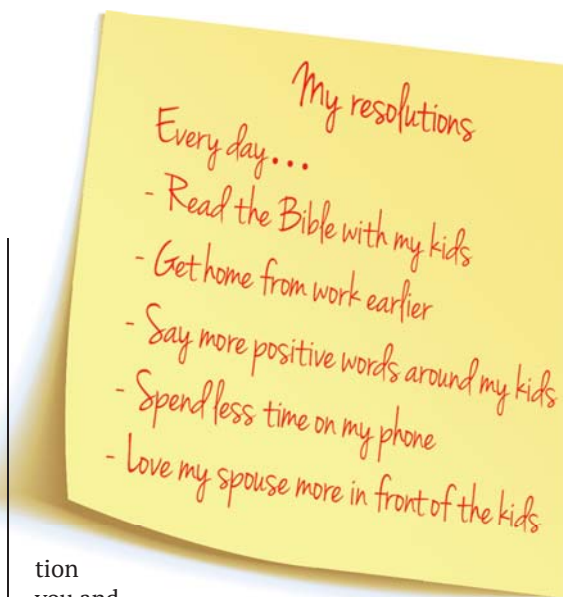 My resolutions
Every day...
- Read the Bible with my kids
- Get home from work earlier
- Say more positive words around my kids
- Spend less time on my phone
- Love my spouse more in front of the kids
tion
you and